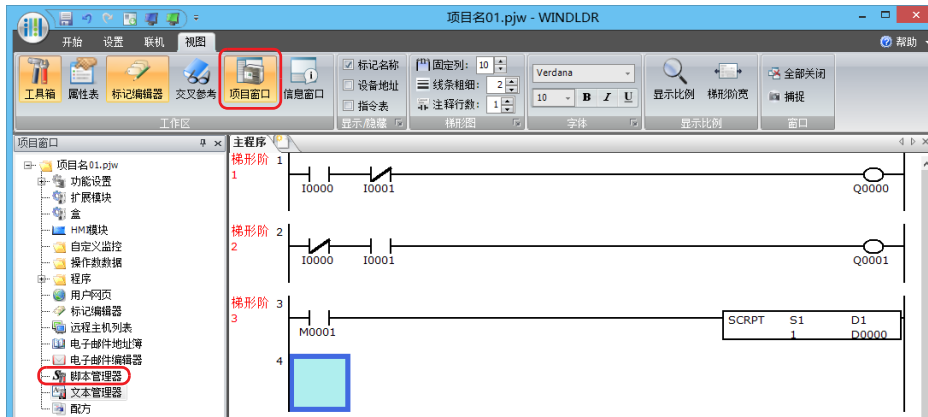 项目名01.pjw - WINDLDR
开始 设置 联机 视图 帮助
工具箱 属性表 标记编辑器 交叉参考 项目窗口 信息窗口
工作区
标记名称
设备地址
指令表
显示/隐藏
固定列: 10
线条粗细: 2
注释行数: 1
梯形图
Verdana
10 B I U
字体
显示比例 梯形阶宽
显示比例
全部关闭
捕捉
窗口
项目窗口
项目名01.pjw
功能设置
扩展模块
盒
HMI模块
自定义监控
操作数数据
程序
用户网页
标记编辑器
远程主机列表
电子邮件地址簿
电子邮件编辑器
脚本管理器
文本管理器
配方
主程序
梯形阶 1
1
I0000 I0001 Q0000
梯形阶 2
2
I0000 I0001 Q0001
梯形阶 3
3
M0001
SCRPT S1 D1
1 D0000
4